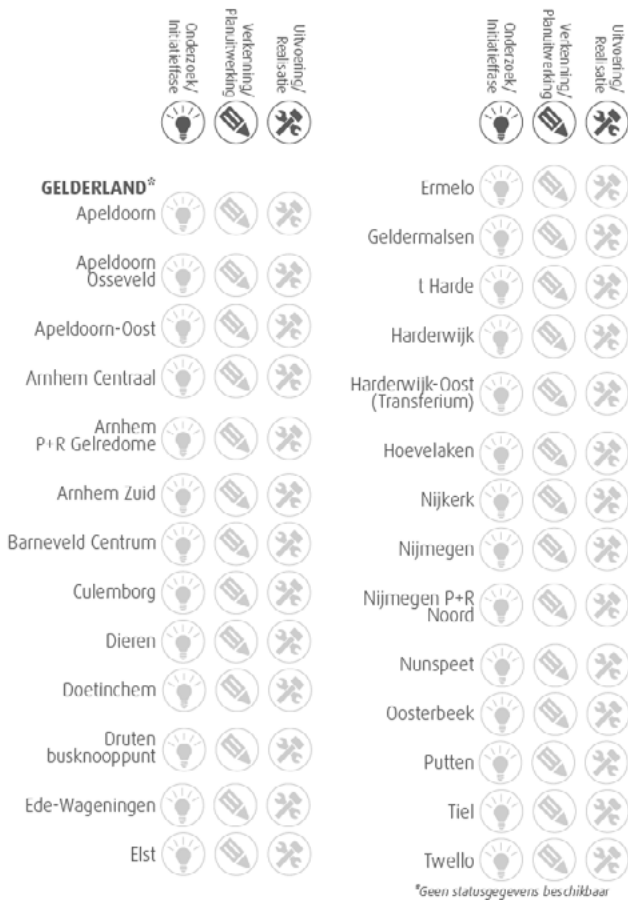 Onderzoek/
Initiatieffase
Verkenning/
Planuitwerking
Uitvoering/
Realisatie
GELDERLAND*
Apeldoorn
Apeldoorn
Osseveld
Apeldoorn-Oost
Arnhem Centraal
Arnhem
P+R Gelredome
Arnhem Zuid
Barneveld Centrum
Culemborg
Dieren
Doetinchem
Druten
busknooppunt
Ede-Wageningen
Elst
Onderzoek/
Initiatieffase
Verkenning/
Planuitwerking
Uitvoering/
Realisatie
Ermelo
Geldermalsen
t Harde
Harderwijk
Harderwijk-Oost
(Transferium)
Hoevelaken
Nijkerk
Nijmegen
Nijmegen P+R
Noord
Nunspeet
Oosterbeek
Putten
Tiel
Twello
*Geen statusgegevens beschikbaar